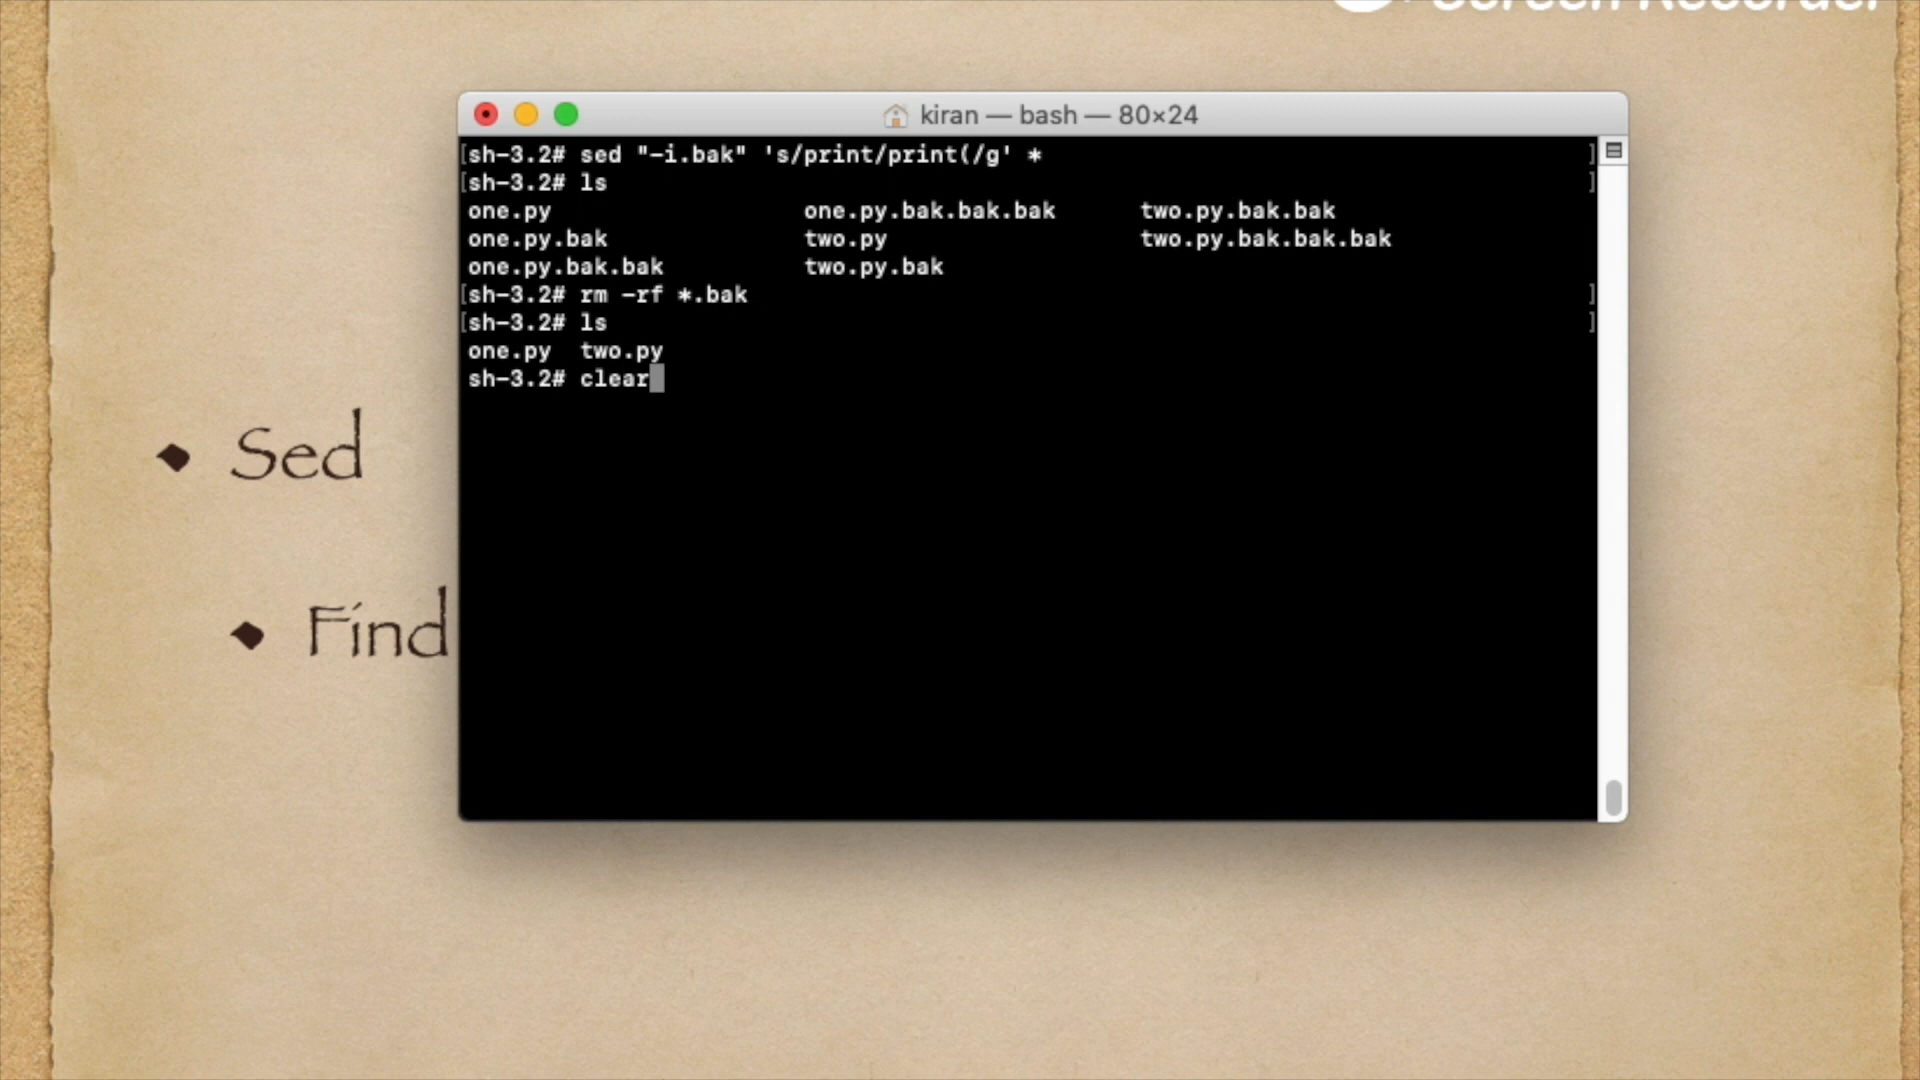 Screen Recorder
kiran — bash — 80×24
[sh-3.2# sed "-i.bak" 's/print/print(/g' * ]
[sh-3.2# ls ]
one.py one.py.bak.bak.bak two.py.bak.bak
one.py.bak two.py two.py.bak.bak.bak
one.py.bak.bak two.py.bak
[sh-3.2# rm -rf *.bak ]
[sh-3.2# ls ]
one.py two.py
sh-3.2# clear
• Sed
• Find